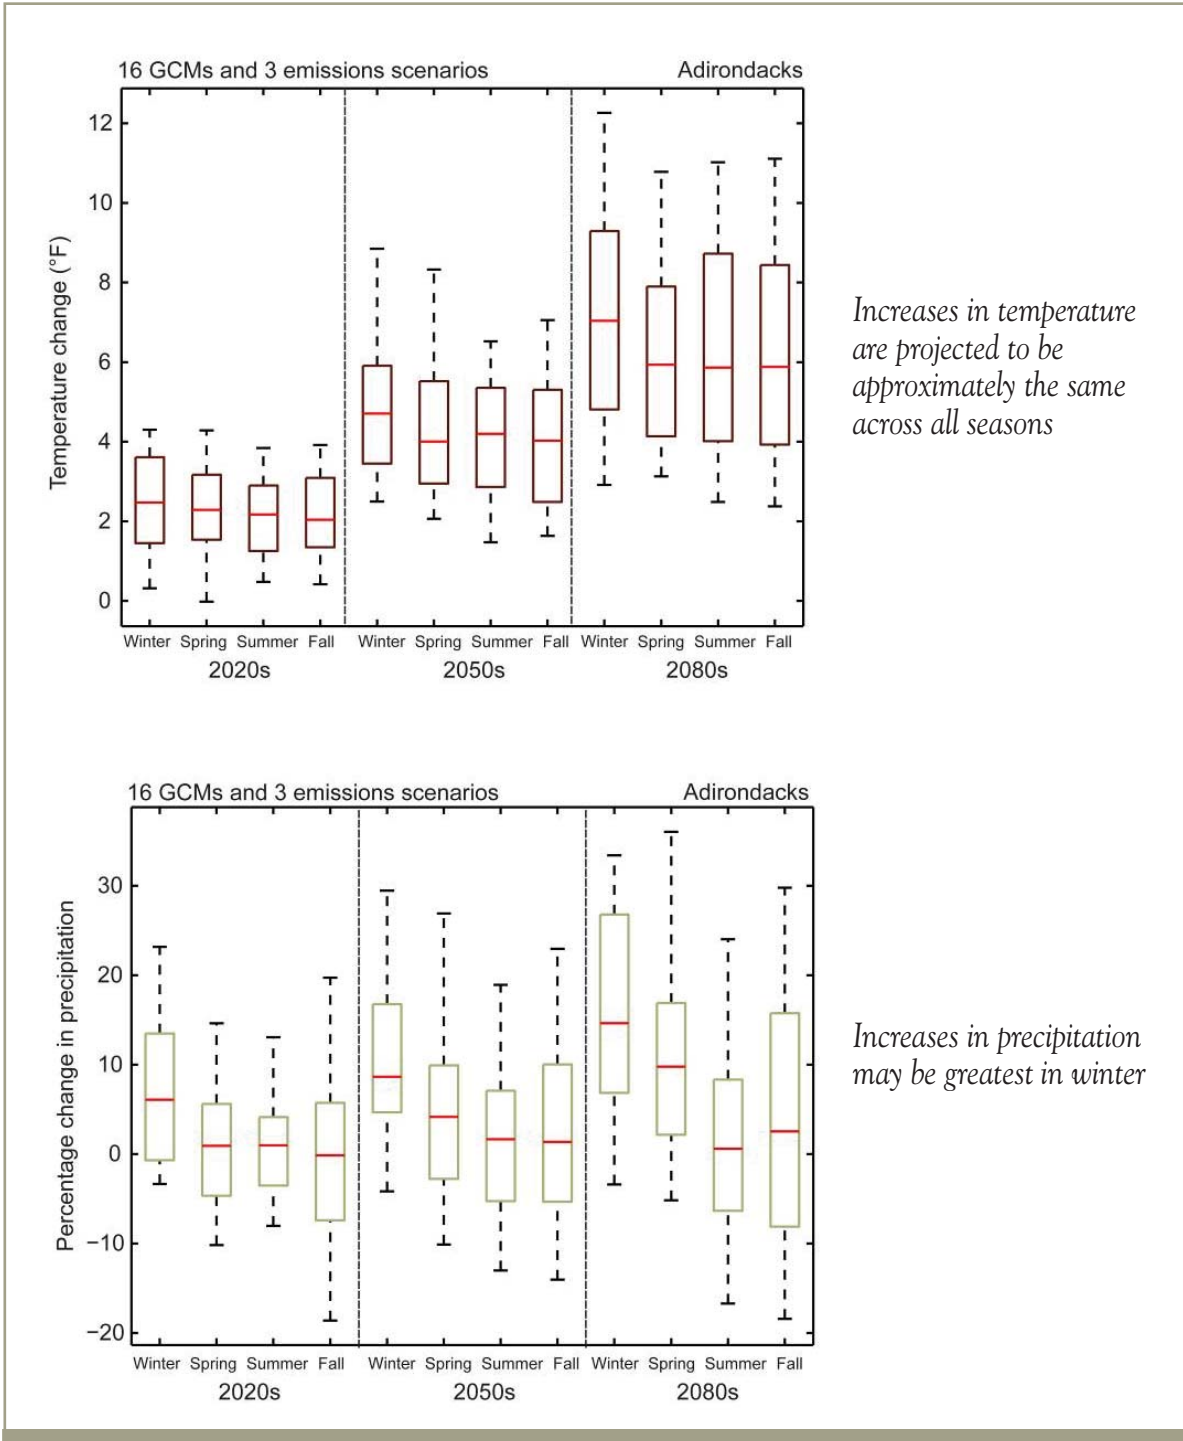 16 GCMs and 3 emissions scenarios Adirondacks
12
10
8
6
4
2
0
Temperature change (°F)
Winter Spring Summer Fall Winter Spring Summer Fall Winter Spring Summer Fall
2020s 2050s 2080s
Increases in temperature
are projected to be
approximately the same
across all seasons
16 GCMs and 3 emissions scenarios Adirondacks
30
20
10
0
−10
−20
Percentage change in precipitation
Winter Spring Summer Fall Winter Spring Summer Fall Winter Spring Summer Fall
2020s 2050s 2080s
Increases in precipitation
may be greatest in winter